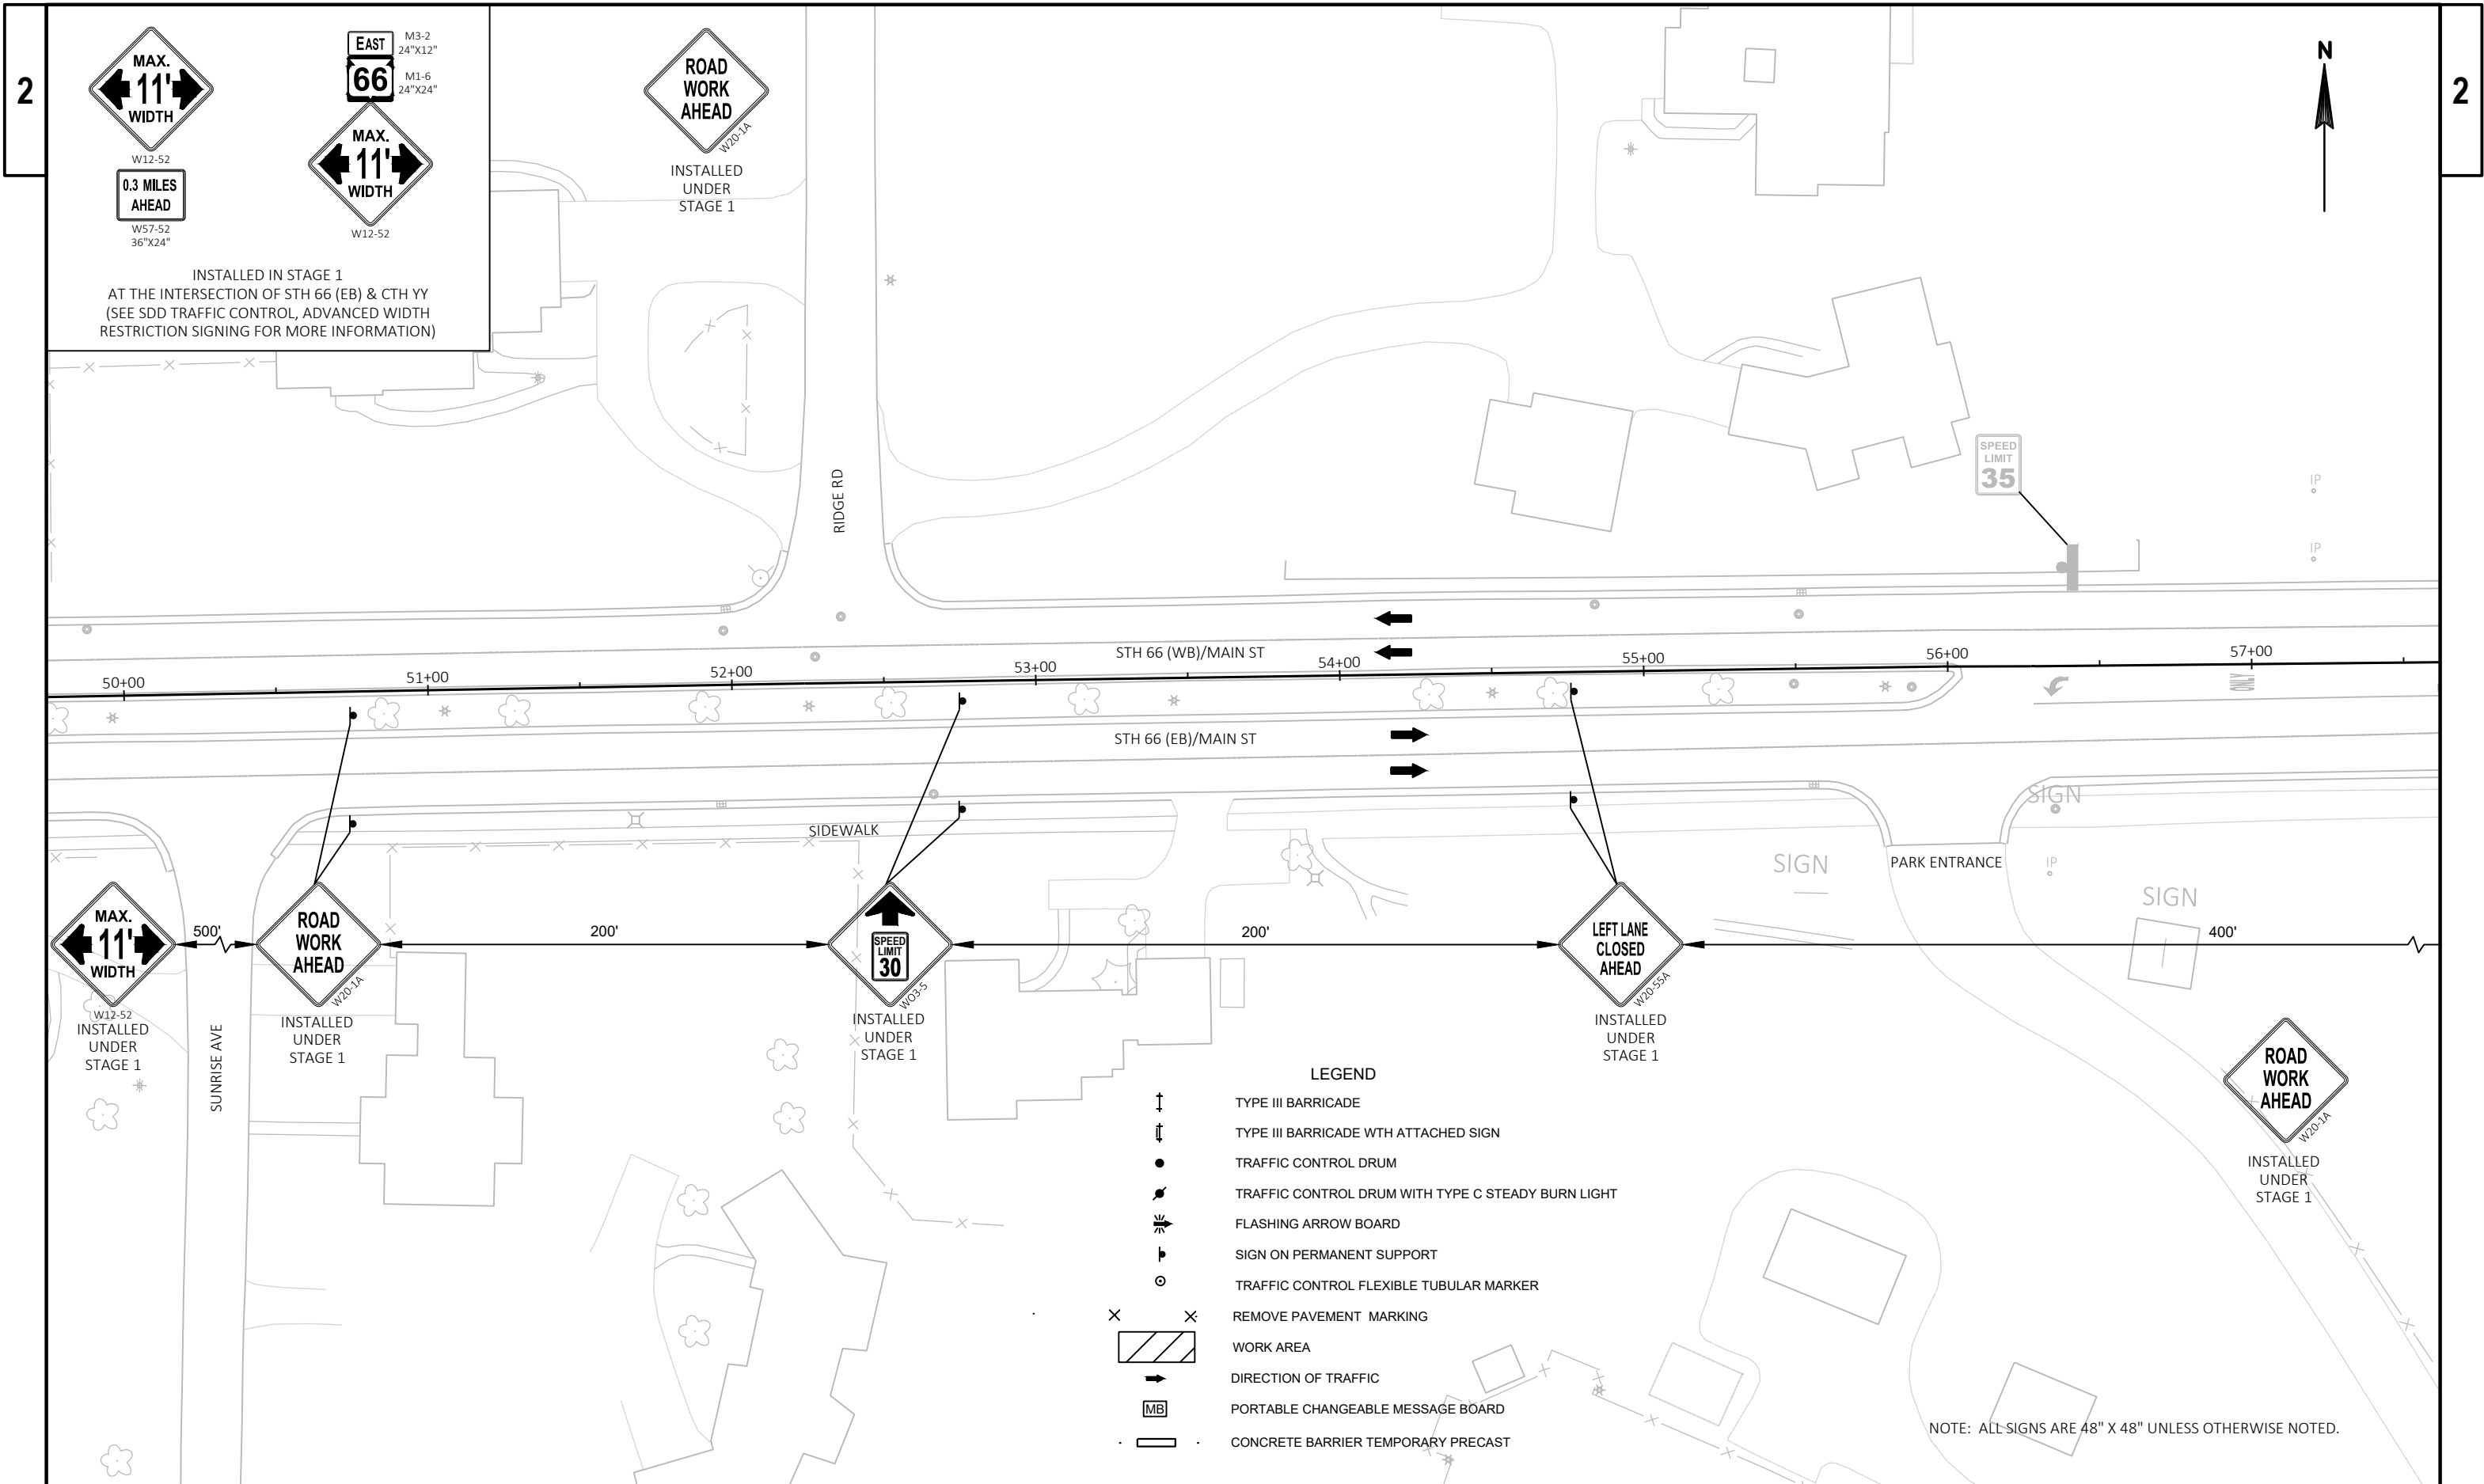 2
2
MAX.
11'
WIDTH
W12-52
0.3 MILES
AHEAD
W57-52
36"X24"
EAST
M3-2
24"X12"
66
M1-6
24"X24"
MAX.
11'
WIDTH
W12-52
INSTALLED IN STAGE 1
AT THE INTERSECTION OF STH 66 (EB) & CTH YY
(SEE SDD TRAFFIC CONTROL, ADVANCED WIDTH
RESTRICTION SIGNING FOR MORE INFORMATION)
ROAD
WORK
AHEAD
W20-1A
INSTALLED
UNDER
STAGE 1
N
RIDGE RD
SPEED
LIMIT
35
IP
IP
STH 66 (WB)/MAIN ST
50+00
51+00
52+00
53+00
54+00
55+00
56+00
57+00
STH 66 (EB)/MAIN ST
SIDEWALK
SIGN
SIGN
PARK ENTRANCE
IP
SIGN
MAX.
11'
WIDTH
W12-52
INSTALLED
UNDER
STAGE 1
500'
SUNRISE AVE
ROAD
WORK
AHEAD
W20-1A
INSTALLED
UNDER
STAGE 1
200'
SPEED
LIMIT
30
WO3-5
INSTALLED
UNDER
STAGE 1
200'
LEFT LANE
CLOSED
AHEAD
W20-55A
INSTALLED
UNDER
STAGE 1
400'
ROAD
WORK
AHEAD
W20-1A
INSTALLED
UNDER
STAGE 1
LEGEND
TYPE III BARRICADE
TYPE III BARRICADE WTH ATTACHED SIGN
TRAFFIC CONTROL DRUM
TRAFFIC CONTROL DRUM WITH TYPE C STEADY BURN LIGHT
FLASHING ARROW BOARD
SIGN ON PERMANENT SUPPORT
TRAFFIC CONTROL FLEXIBLE TUBULAR MARKER
REMOVE PAVEMENT MARKING
WORK AREA
DIRECTION OF TRAFFIC
MB PORTABLE CHANGEABLE MESSAGE BOARD
CONCRETE BARRIER TEMPORARY PRECAST
NOTE: ALL SIGNS ARE 48" X 48" UNLESS OTHERWISE NOTED.